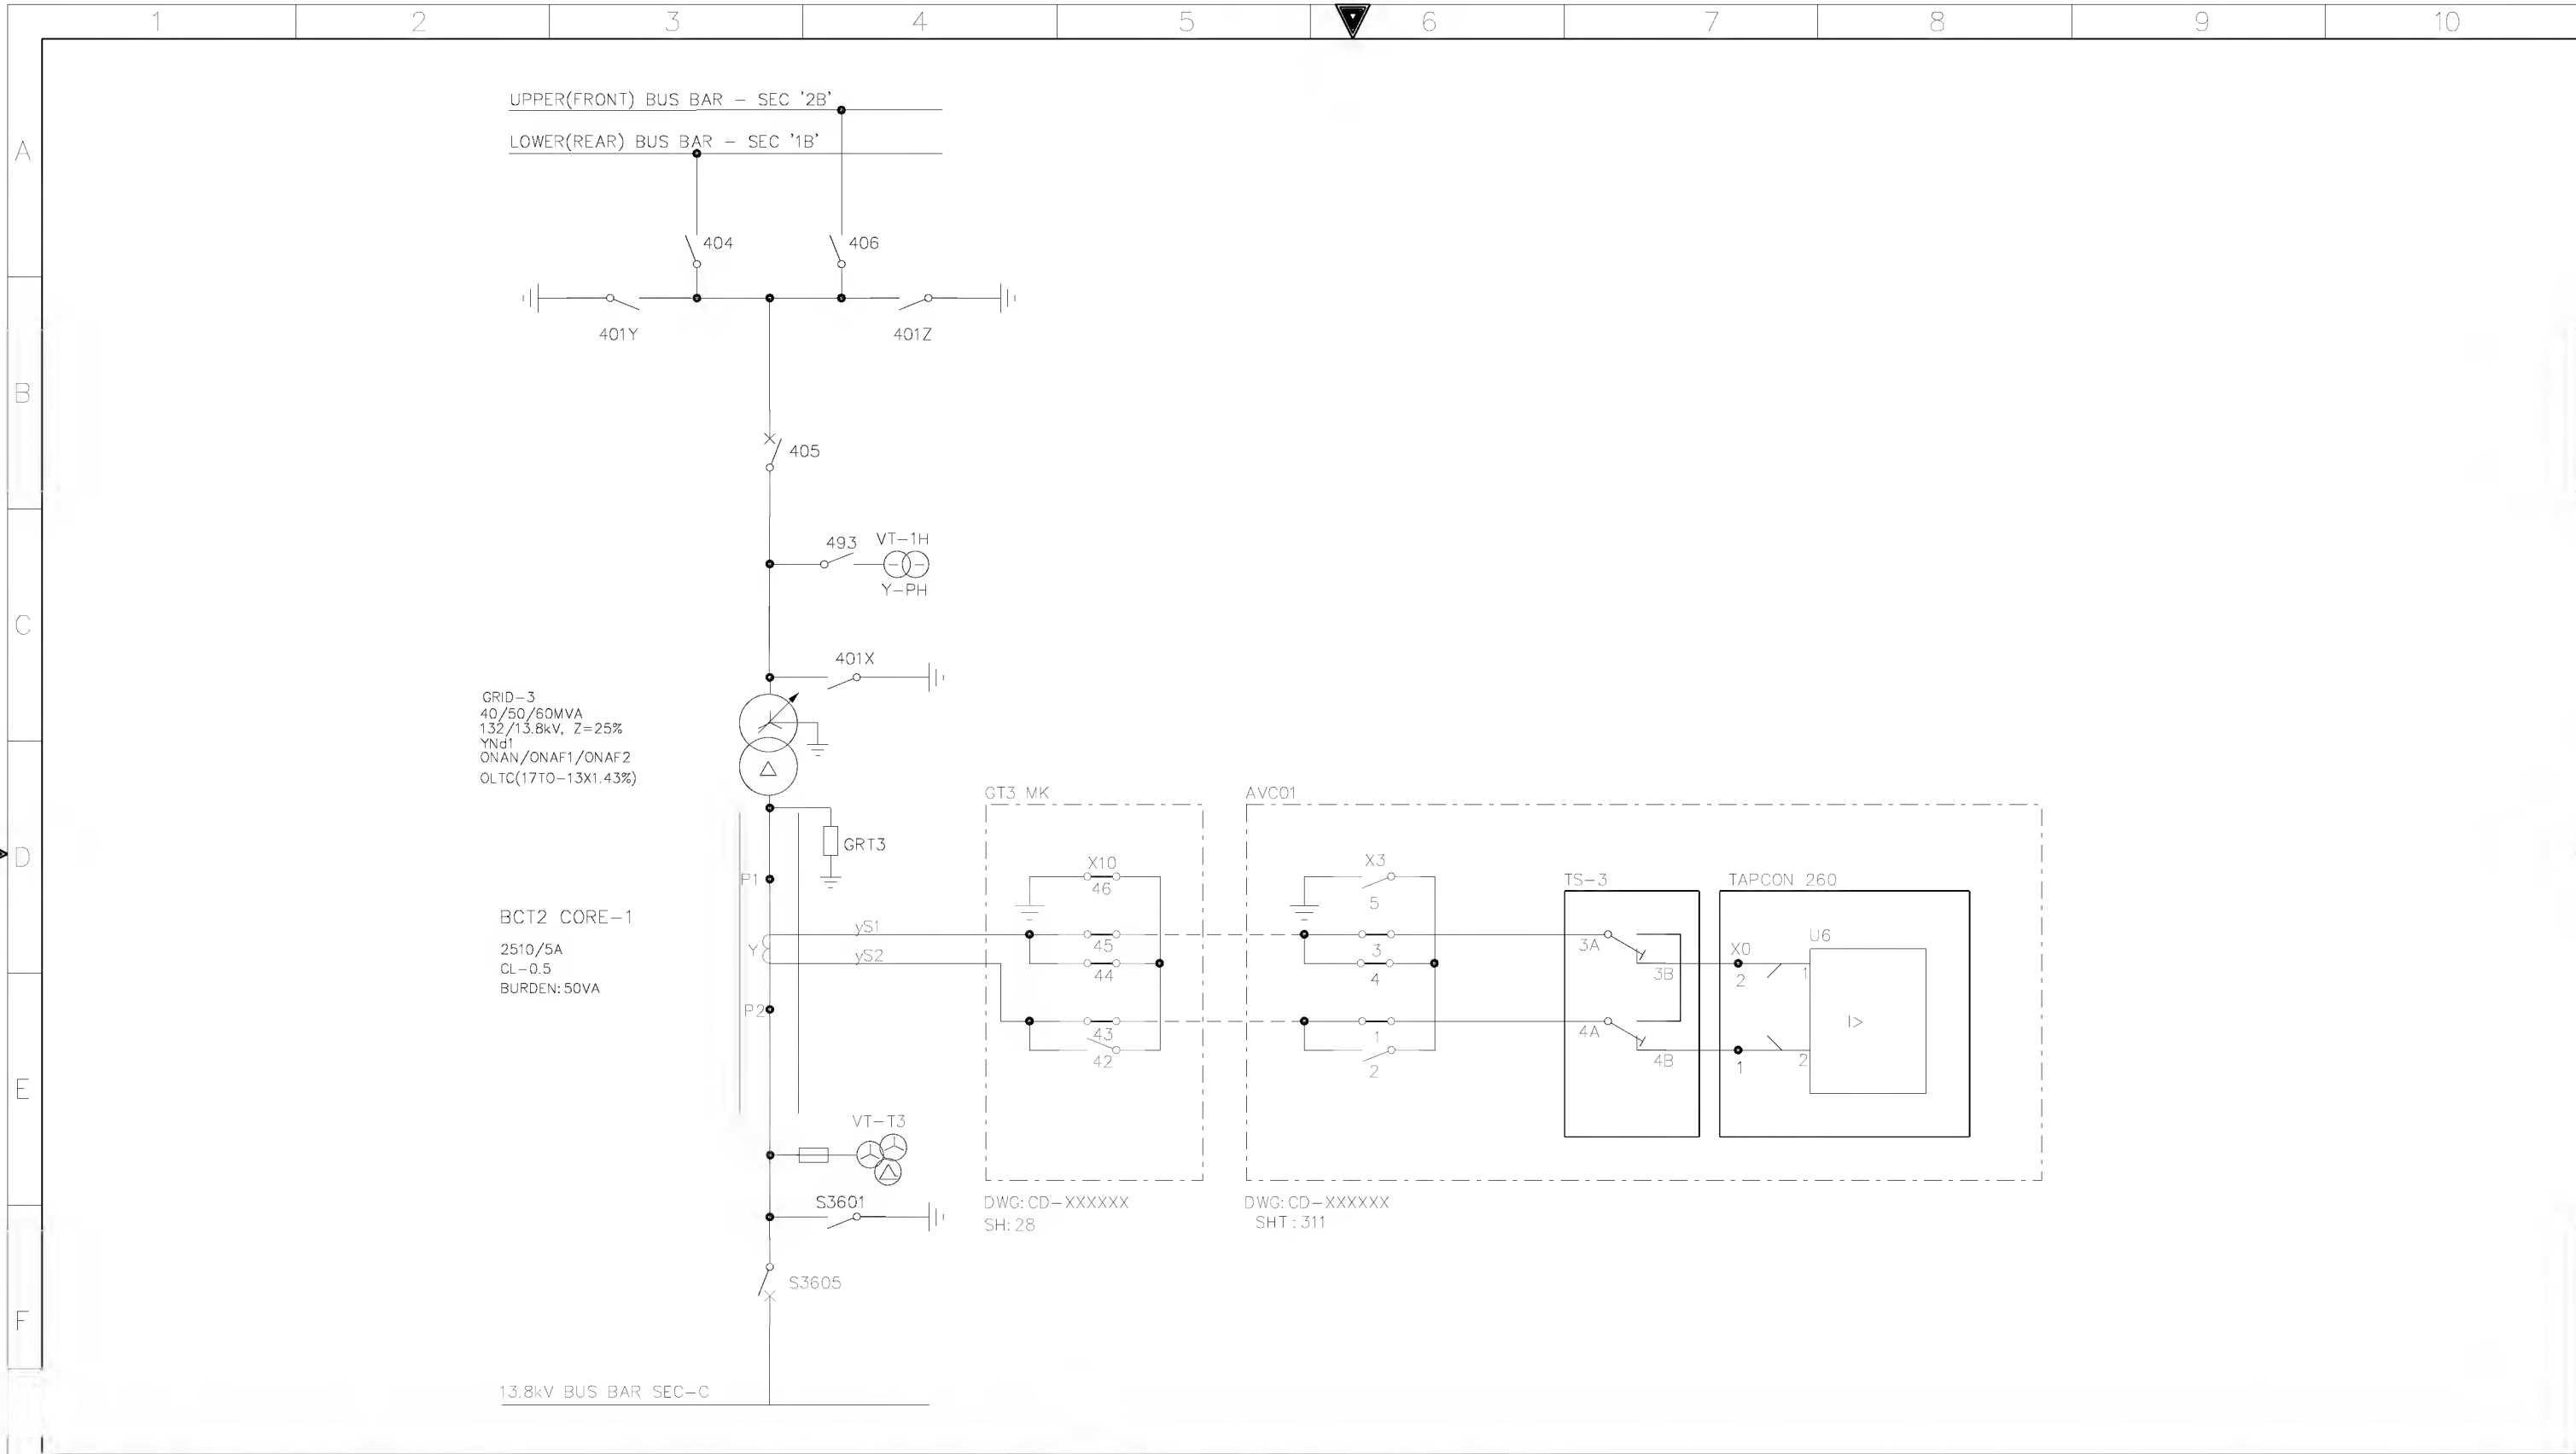 1 2 3 4 5 6 7 8 9 10
A
B
C
D
E
F
UPPER(FRONT) BUS BAR - SEC '2B'
LOWER(REAR) BUS BAR - SEC '1B'
404
406
401Y
401Z
405
493
VT-1H
Y-PH
401X
GRID-3
40/50/60MVA
132/13.8kV, Z=25%
YNd1
ONAN/ONAF1/ONAF2
OLTC(17TO-13X1.43%)
GRT3
P1
BCT2 CORE-1
2510/5A
CL-0.5
BURDEN:50VA
Y
yS1
yS2
P2
GT3 MK
X10
46
45
44
43
42
DWG:CD-XXXXXX
SH:28
AVC01
X3
5
3
4
1
2
TS-3
3A
3B
4A
4B
TAPCON 260
X0
2
1
U6
1
2
I>
DWG:CD-XXXXXX
SHT:311
VT-T3
S3601
S3605
13.8kV BUS BAR SEC-C